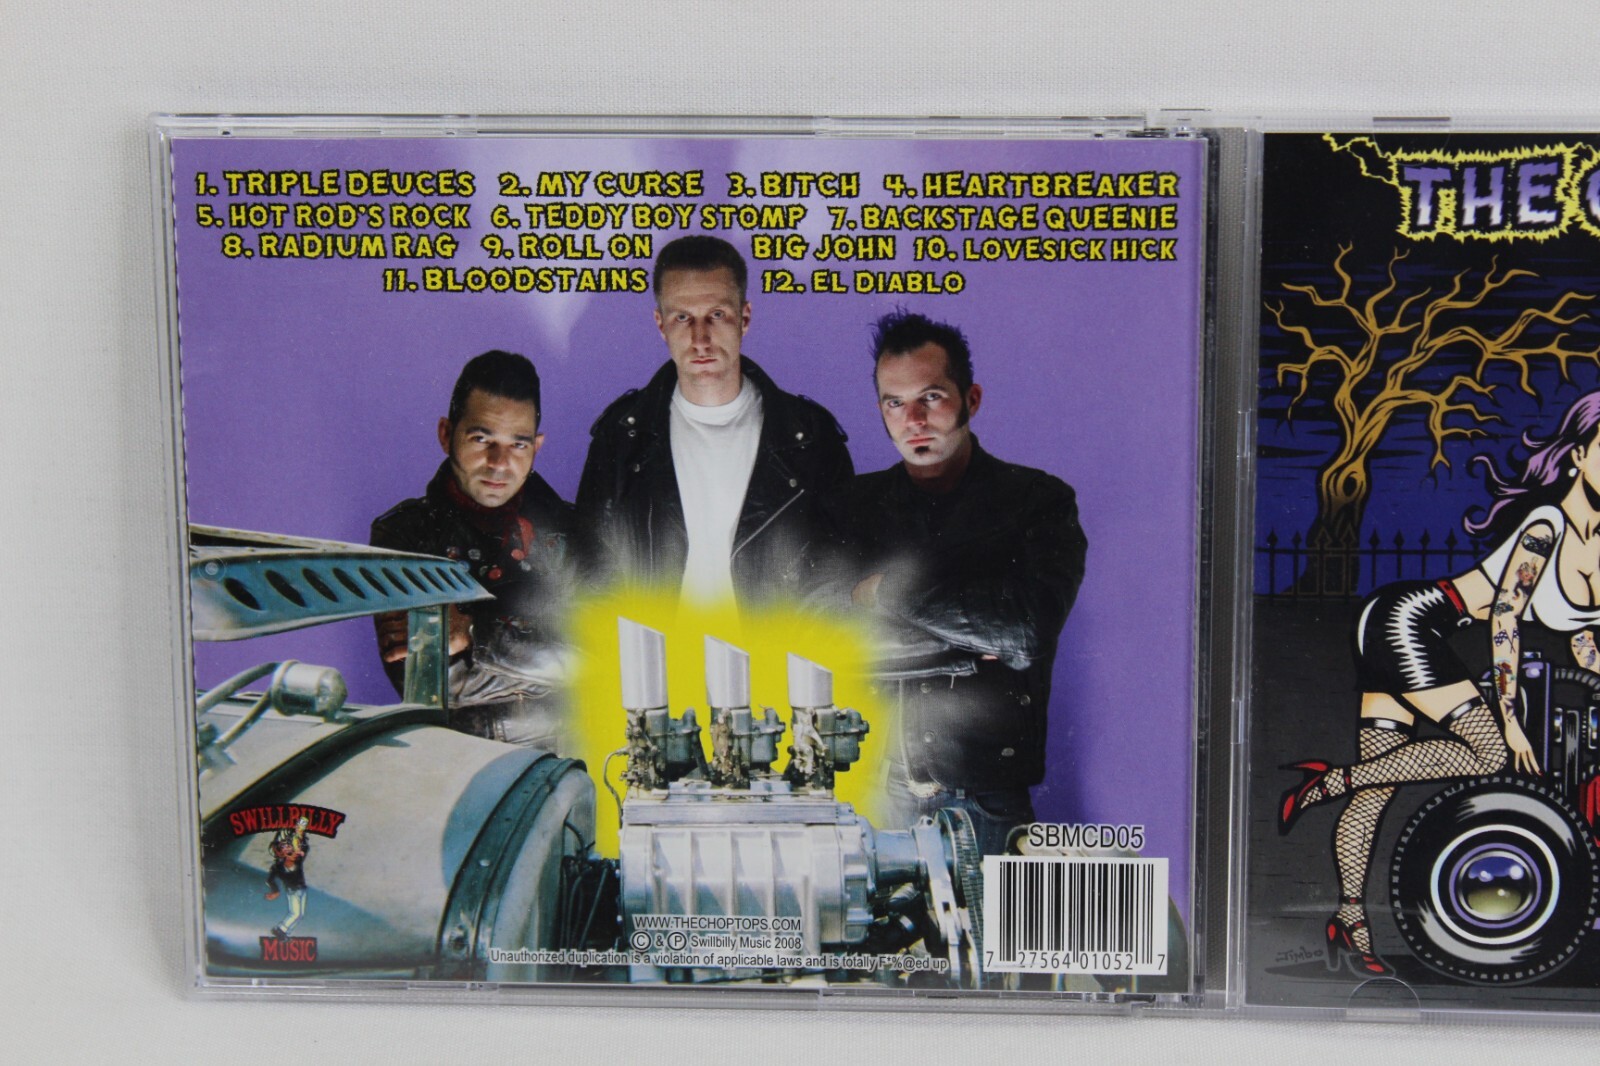 1. TRIPLE DEUCES 2. MY CURSE 3. BITCH 4. HEARTBREAKER
5. HOT ROD'S ROCK 6. TEDDY BOY STOMP 7. BACKSTAGE QUEENIE
8. RADIUM RAG 9. ROLL ON BIG JOHN 10. LOVESICK HICK
11. BLOODSTAINS 12. EL DIABLO
SWILLBILLY
MUSIC
WWW.THECHOPTOPS.COM
© & ℗ Swillbilly Music 2008
Unauthorized duplication is a violation of applicable laws and is totally F*%@ed up
SBMCD05
7 27564 01052 7
THE C
Jimbo